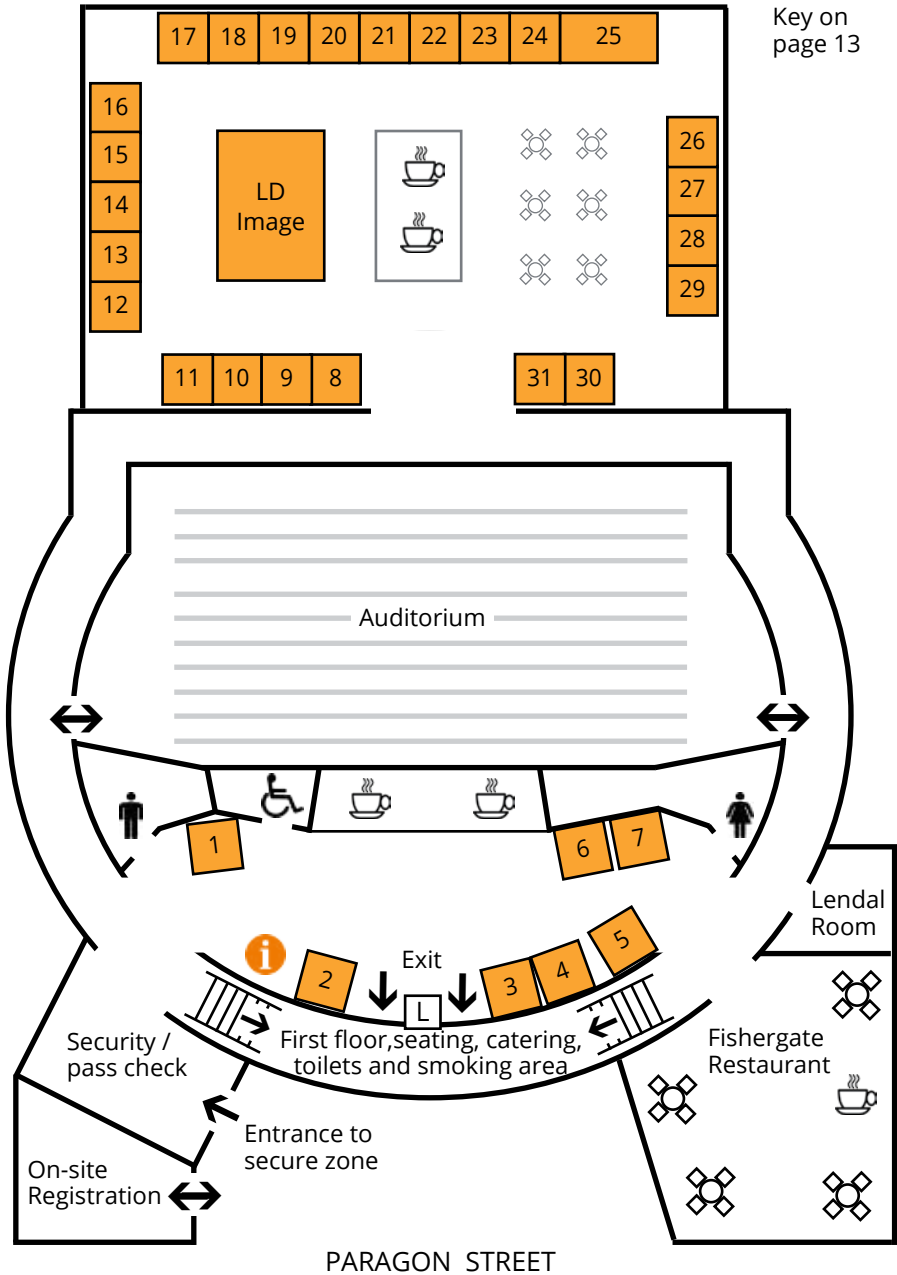 Key on
page 13
17 18 19 20 21 22 23 24 25
16
15
14
13
12
LD
Image
26
27
28
29
11 10 9 8
31 30
Auditorium
1
6 7
Lendal
Room
i
2
Exit
3 4 5
L
First floor,seating, catering,
toilets and smoking area
Security /
pass check
Fishergate
Restaurant
Entrance to
secure zone
On-site
Registration
PARAGON STREET